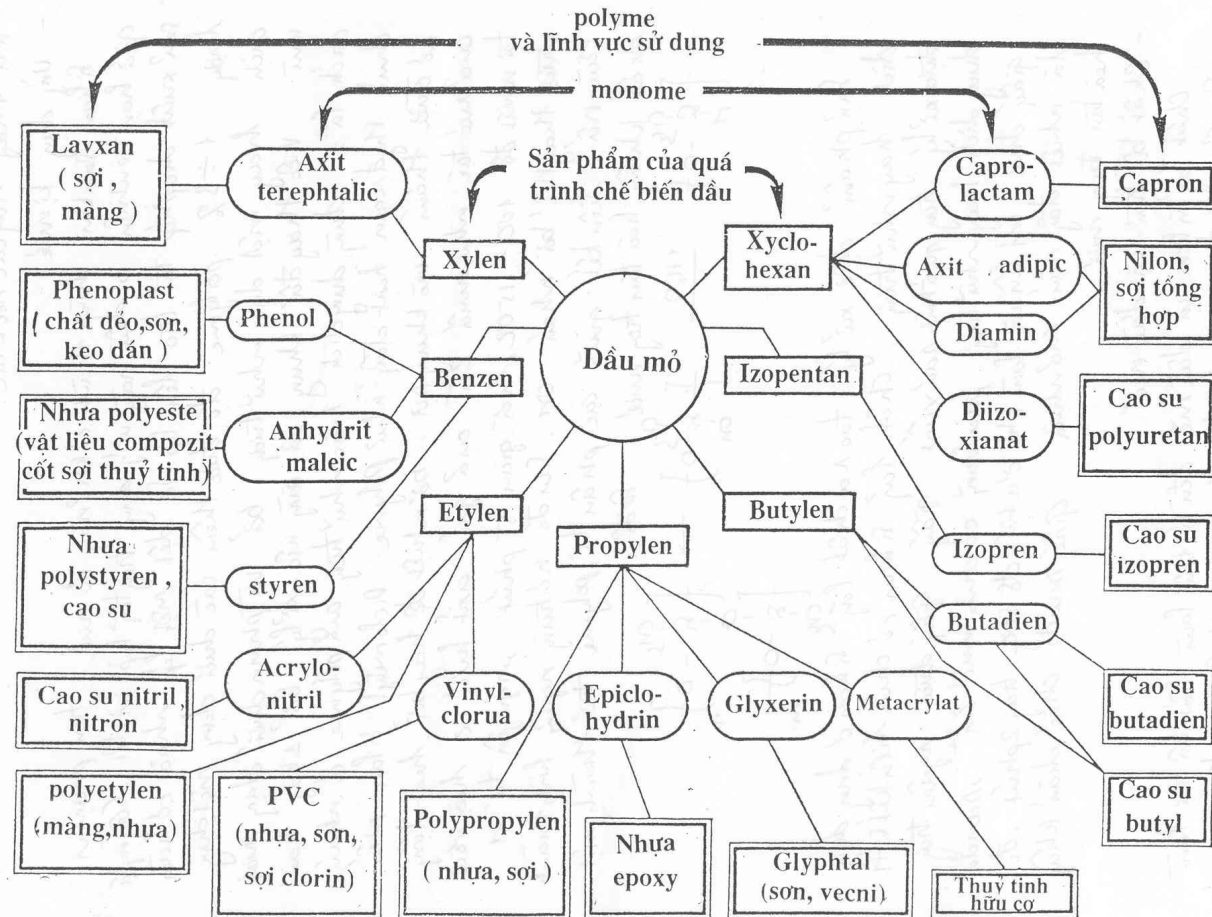 polyme
và lĩnh vực sử dụng
monome
Sản phẩm của quá
trình chế biến dầu
Lavxan
( sợi ,
màng )
Axit
terephtalic
Xylen
Xyclo-
hexan
Capro-
lactam
Capron
Axit adipic
Diamin
Nilon,
sợi tổng
hợp
Phenoplast
( chất dẻo,sơn,
keo dán )
Phenol
Benzen
Dầu mỏ
Izopentan
Nhựa polyeste
(vật liệu compozit
cốt sợi thuỷ tinh)
Anhydrit
maleic
Diizo-
xianat
Cao su
polyuretan
Etylen
Propylen
Butylen
Nhựa
polystyren ,
cao su
styren
Izopren
Cao su
izopren
Butadien
Cao su nitril,
nitron
Acrylo-
nitril
Vinyl-
clorua
Epiclo-
hydrin
Glyxerin
Metacrylat
Cao su
butadien
polyetylen
(màng,nhựa)
PVC
(nhựa, sơn,
sợi clorin)
Polypropylen
( nhựa, sợi )
Nhựa
epoxy
Glyphtal
(sơn, vecni)
Thuỷ tinh
hữu cơ
Cao su
butyl